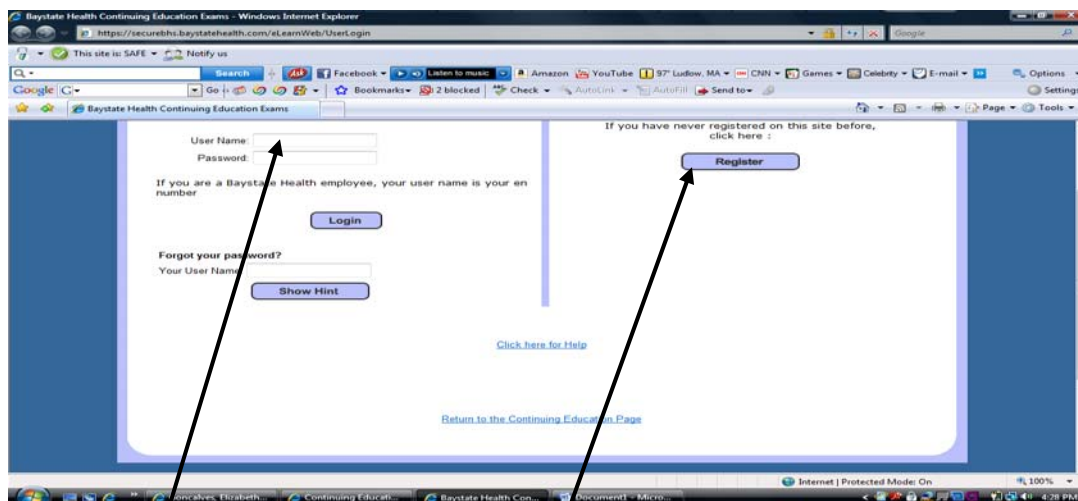 Baystate Health Continuing Education Exams - Windows Internet Explorer
https://securebhs.baystatehealth.com/eLearnWeb/UserLogin
Google
This site is: SAFE Notify us
Search Facebook Listen to music Amazon YouTube 97° Ludlow, MA CNN Games Celebrity E-mail Options
Google G Go Bookmarks 2 blocked Check AutoLink AutoFill Send to Settings
Baystate Health Continuing Education Exams Page Tools
User Name:
Password:
If you are a Baystate Health employee, your user name is your en
number
Login
Forgot your password?
Your User Name
Show Hint
If you have never registered on this site before,
click here :
Register
Click here for Help
Return to the Continuing Education Page
Internet | Protected Mode: On 100%
Goncalves, Elizabeth... Continuing Educati... Baystate Health Con... Document1 - Micro... 4:28 PM